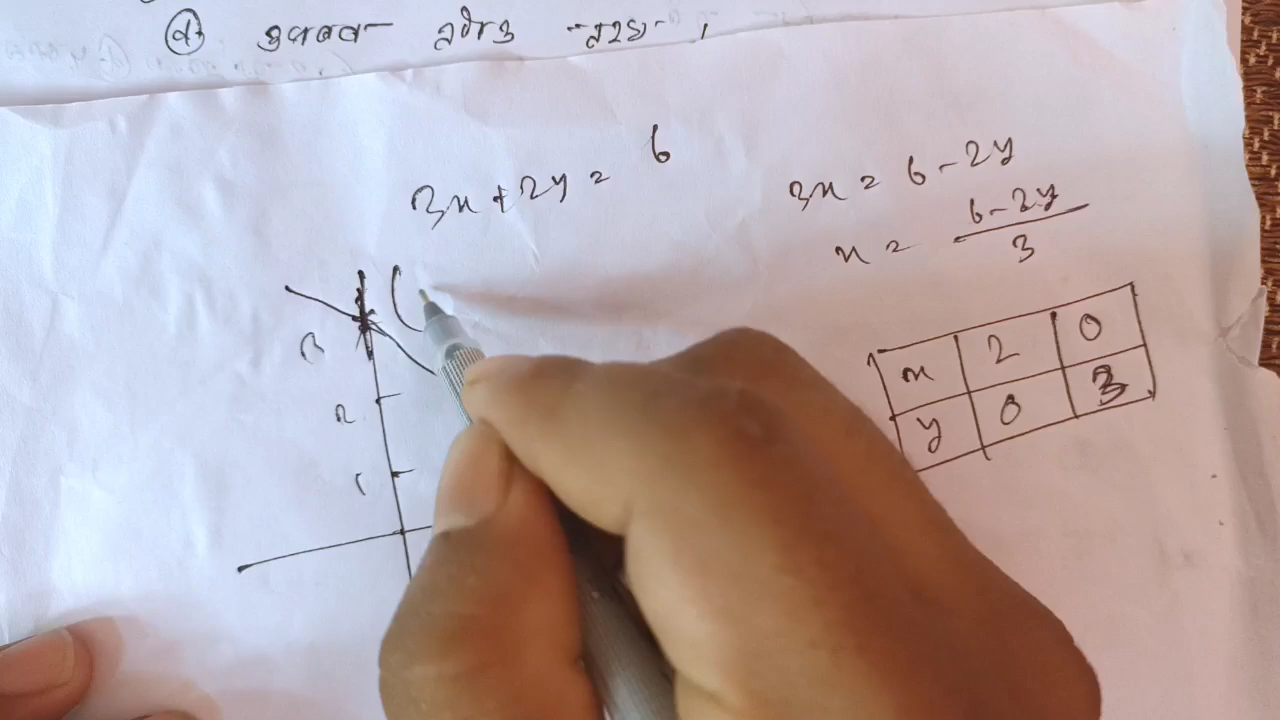 3x + 2y = 6
3x = 6 - 2y
x = (6 - 2y)/3
x 2 0
y 0 3
3
2
1
(